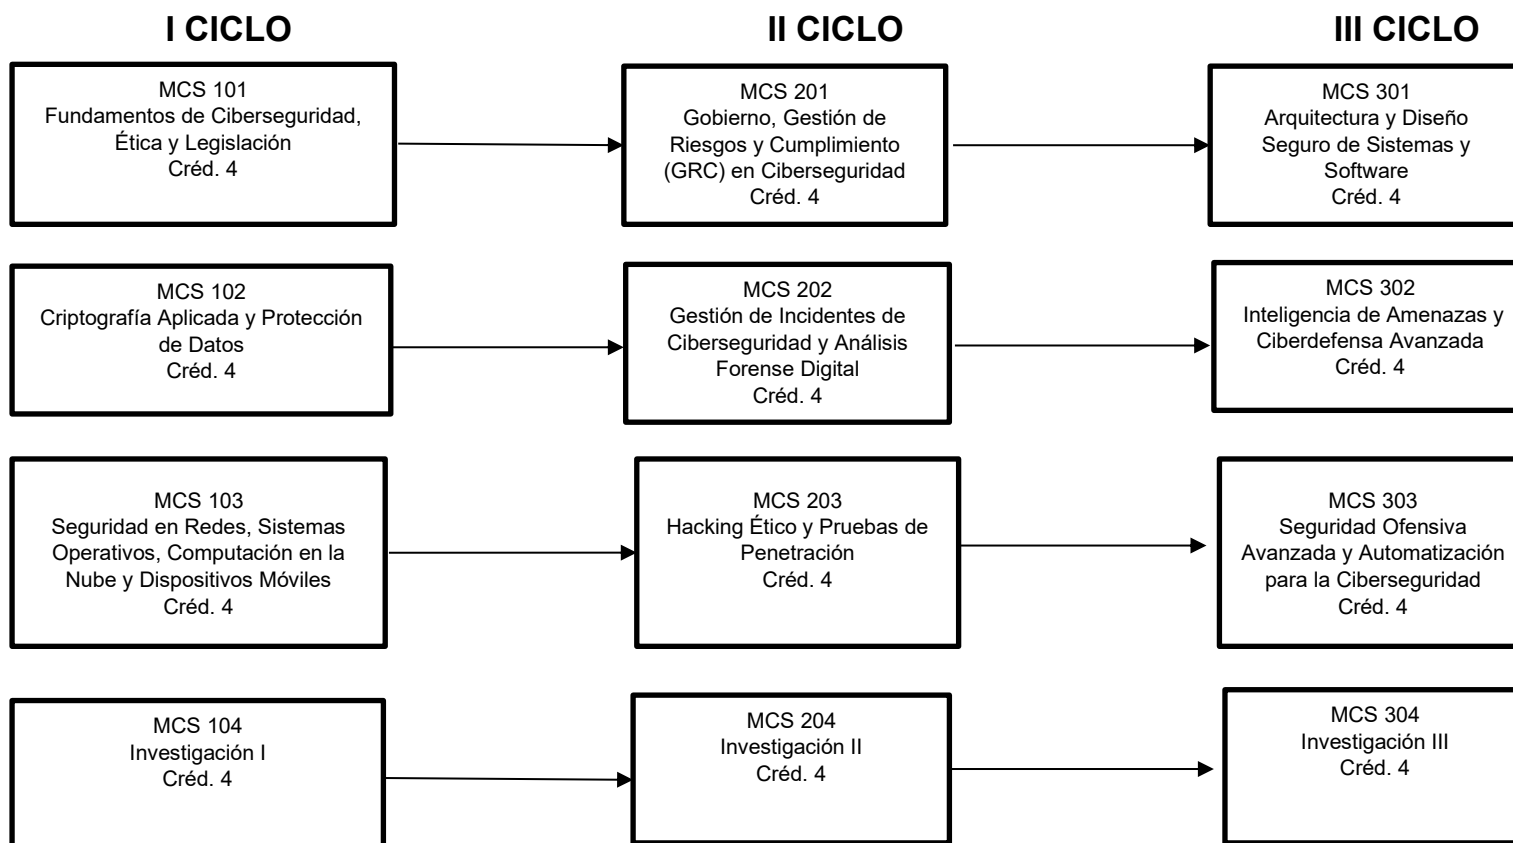 I CICLO
II CICLO
III CICLO
MCS 101
Fundamentos de Ciberseguridad,
Ética y Legislación
Créd. 4
MCS 201
Gobierno, Gestión de
Riesgos y Cumplimiento
(GRC) en Ciberseguridad
Créd. 4
MCS 301
Arquitectura y Diseño
Seguro de Sistemas y
Software
Créd. 4
MCS 102
Criptografía Aplicada y Protección
de Datos
Créd. 4
MCS 202
Gestión de Incidentes de
Ciberseguridad y Análisis
Forense Digital
Créd. 4
MCS 302
Inteligencia de Amenazas y
Ciberdefensa Avanzada
Créd. 4
MCS 103
Seguridad en Redes, Sistemas
Operativos, Computación en la
Nube y Dispositivos Móviles
Créd. 4
MCS 203
Hacking Ético y Pruebas de
Penetración
Créd. 4
MCS 303
Seguridad Ofensiva
Avanzada y Automatización
para la Ciberseguridad
Créd. 4
MCS 104
Investigación I
Créd. 4
MCS 204
Investigación II
Créd. 4
MCS 304
Investigación III
Créd. 4